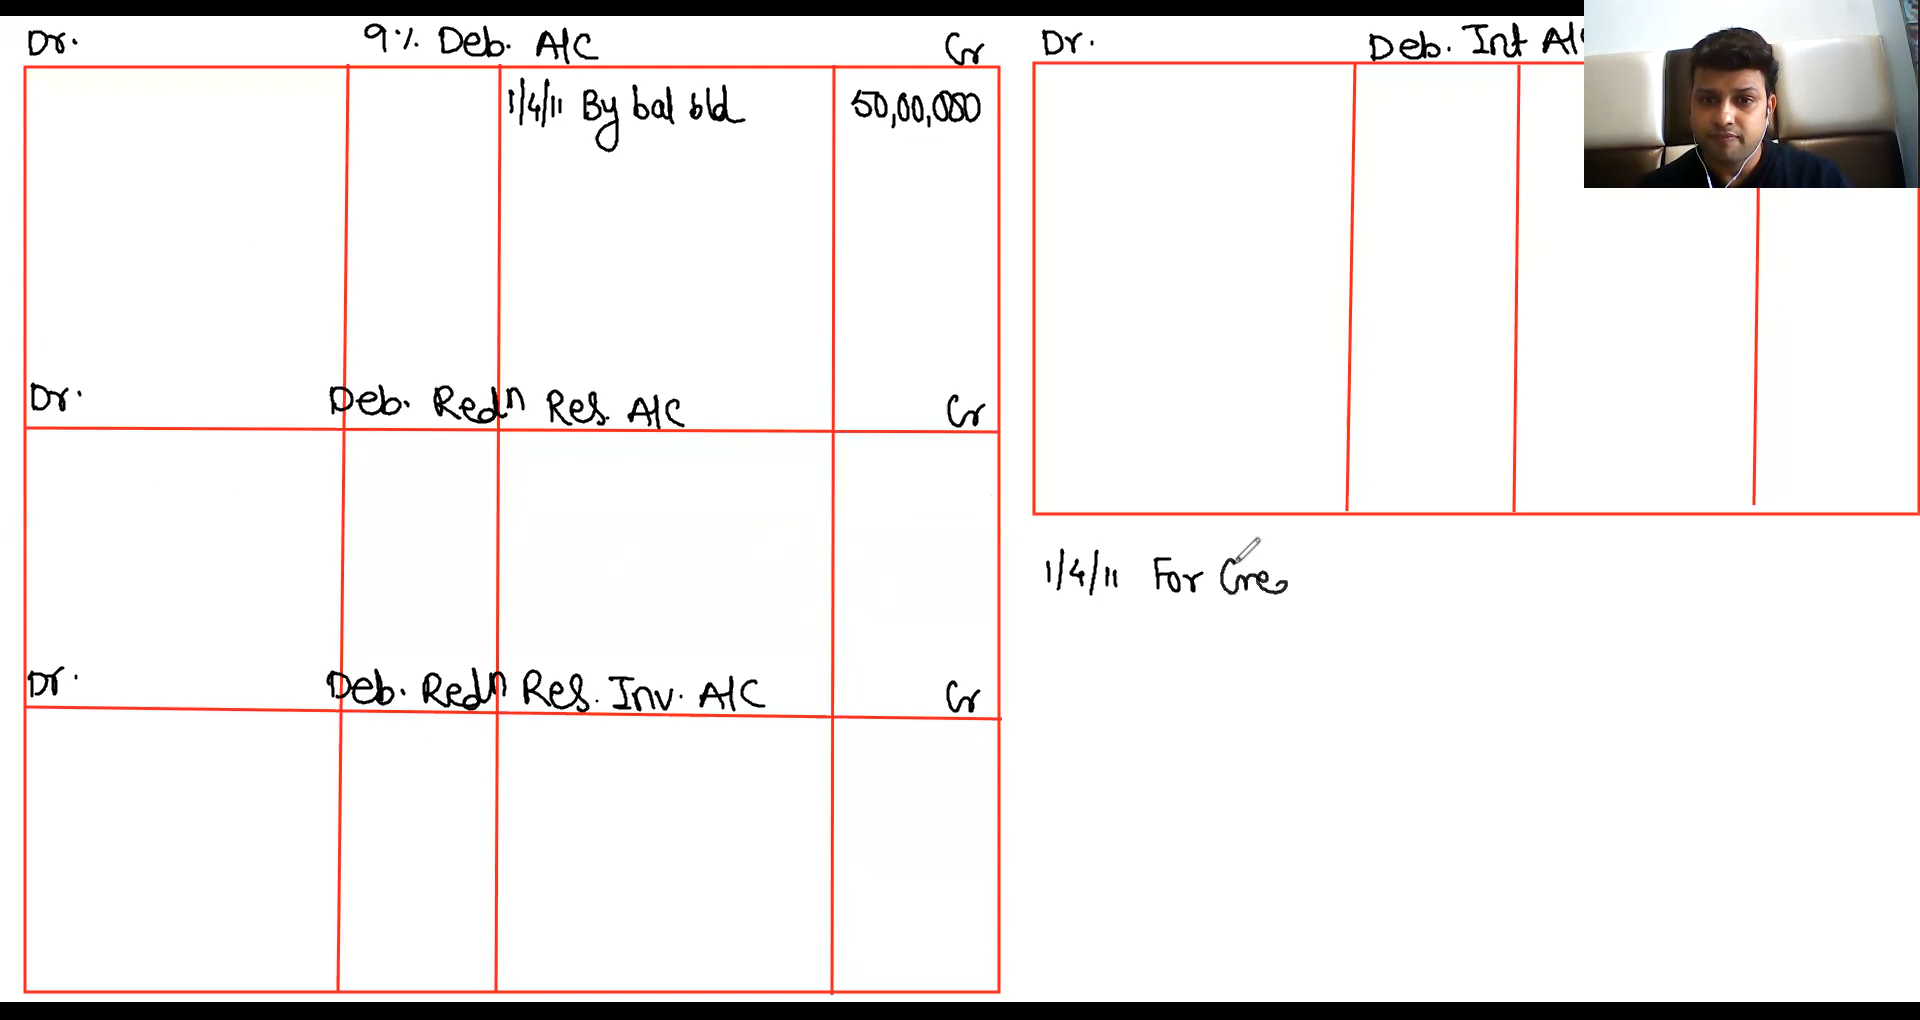 Dr. 9% Deb. A/C Cr
1/4/11 By bal b/d 50,00,000
Dr. Deb. Redn Res. A/C Cr
Dr. Deb. Redn Res. Inv. A/C Cr
Dr. Deb. Int A/C
1/4/11 For Cre